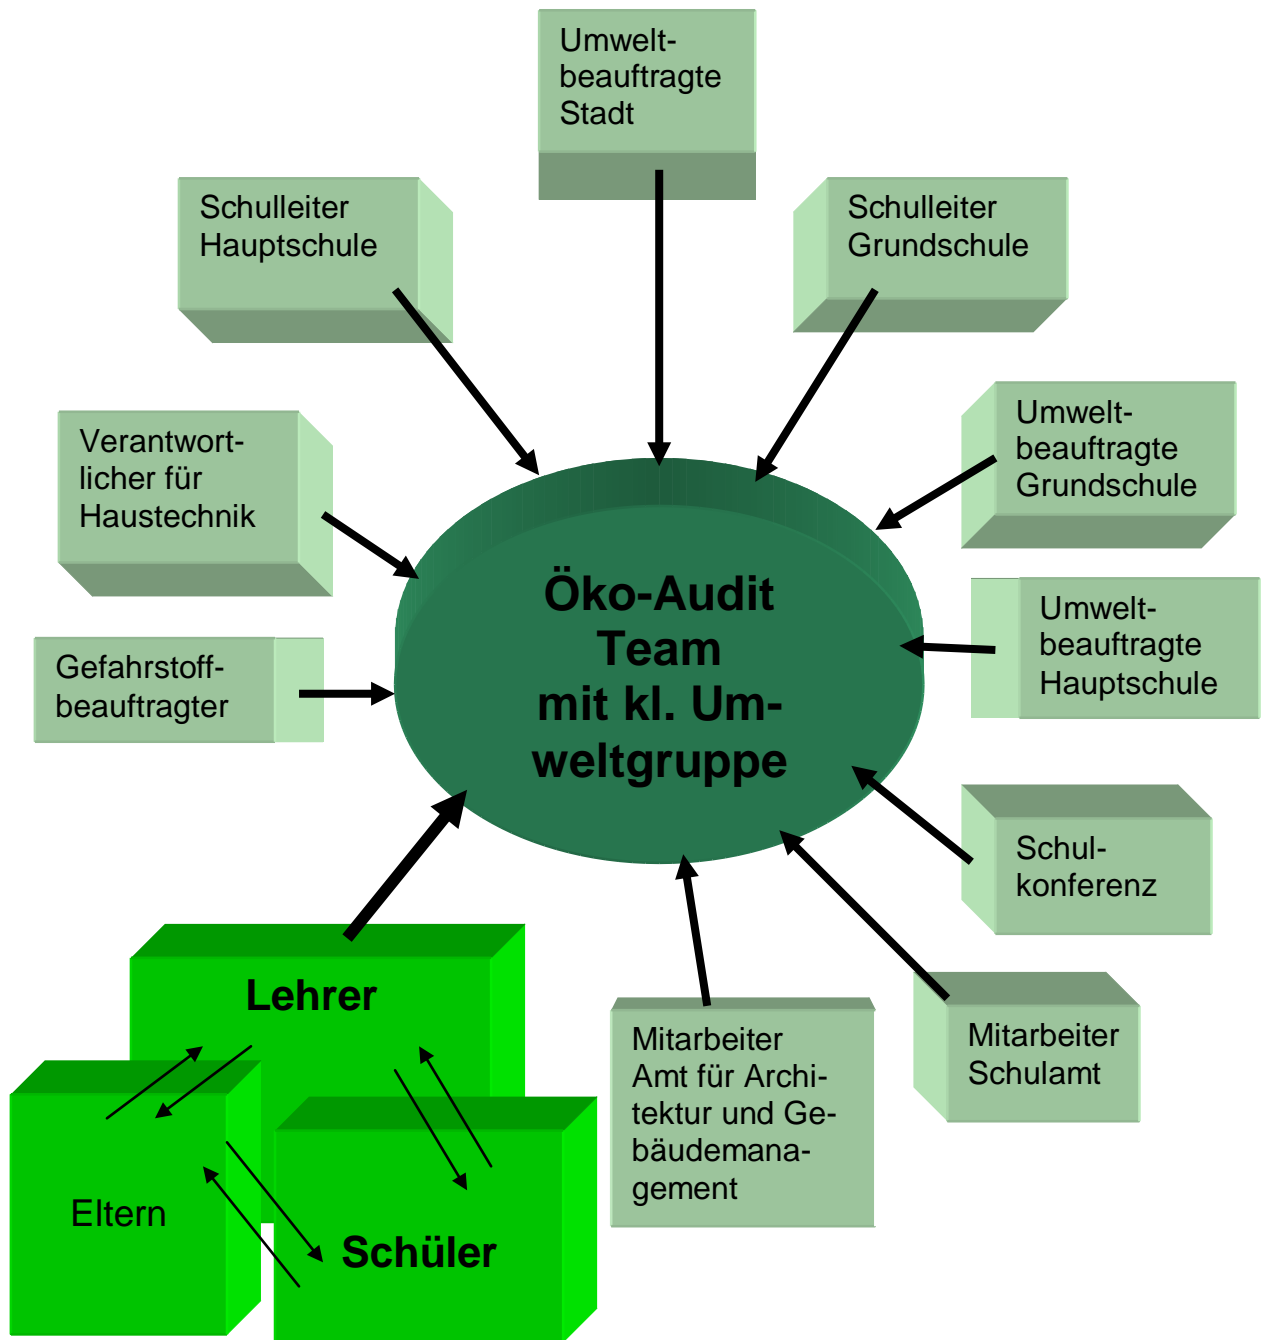 Umwelt-
beauftragte
Stadt
Schulleiter
Hauptschule
Schulleiter
Grundschule
Verantwort-
licher für
Haustechnik
Umwelt-
beauftragte
Grundschule
Öko-Audit
Team
mit kl. Um-
weltgruppe
Umwelt-
beauftragte
Hauptschule
Gefahrstoff-
beauftragter
Schul-
konferenz
Lehrer
Mitarbeiter
Amt für Archi-
tektur und Ge-
bäudemana-
gement
Mitarbeiter
Schulamt
Eltern
Schüler